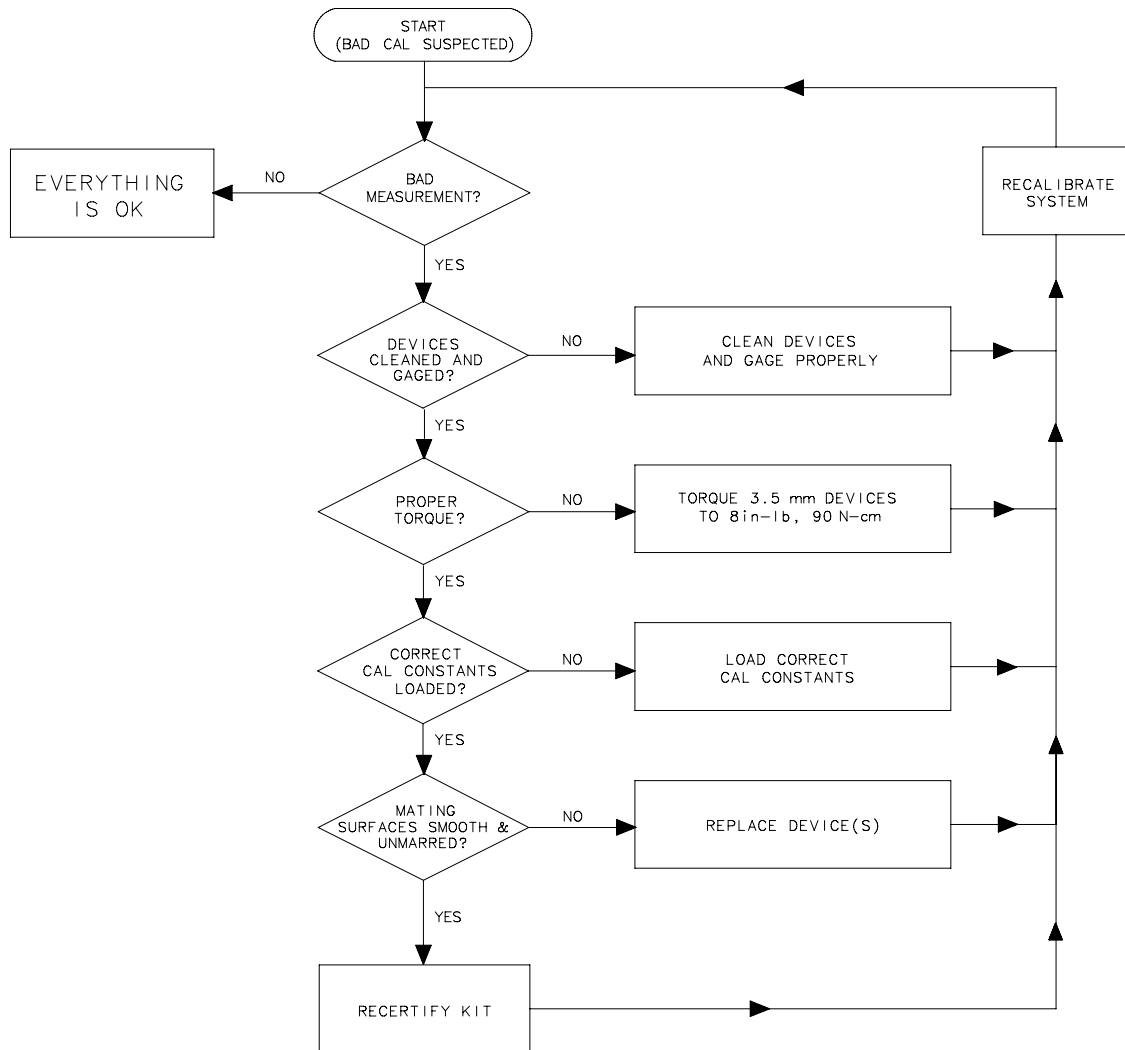 START
(BAD CAL SUSPECTED)
BAD
MEASUREMENT?
NO
EVERYTHING
IS OK
RECALIBRATE
SYSTEM
YES
DEVICES
CLEANED AND
GAGED?
NO
CLEAN DEVICES
AND GAGE PROPERLY
YES
PROPER
TORQUE?
NO
TORQUE 3.5 mm DEVICES
TO 8in-lb, 90 N-cm
YES
CORRECT
CAL CONSTANTS
LOADED?
NO
LOAD CORRECT
CAL CONSTANTS
YES
MATING
SURFACES SMOOTH &
UNMARRED?
NO
REPLACE DEVICE(S)
YES
RECERTIFY KIT